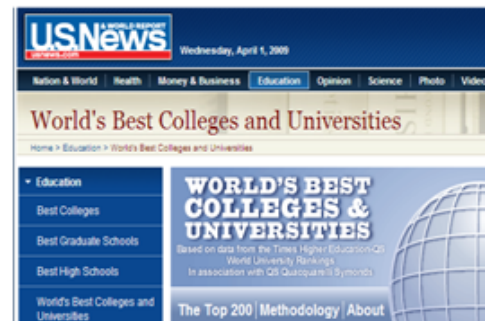 U.S.News
& WORLD REPORT
usnews.com
Wednesday, April 1, 2009
Nation & World Health Money & Business Education Opinion Science Photo Video
World's Best Colleges and Universities
Home > Education > World's Best Colleges and Universities
Education
Best Colleges
Best Graduate Schools
Best High Schools
World's Best Colleges and
Universities
WORLD'S BEST
COLLEGES &
UNIVERSITIES
Based on data from the Times Higher Education-QS
World University Rankings
In association with QS Quacquarelli Symonds
The Top 200 Methodology About